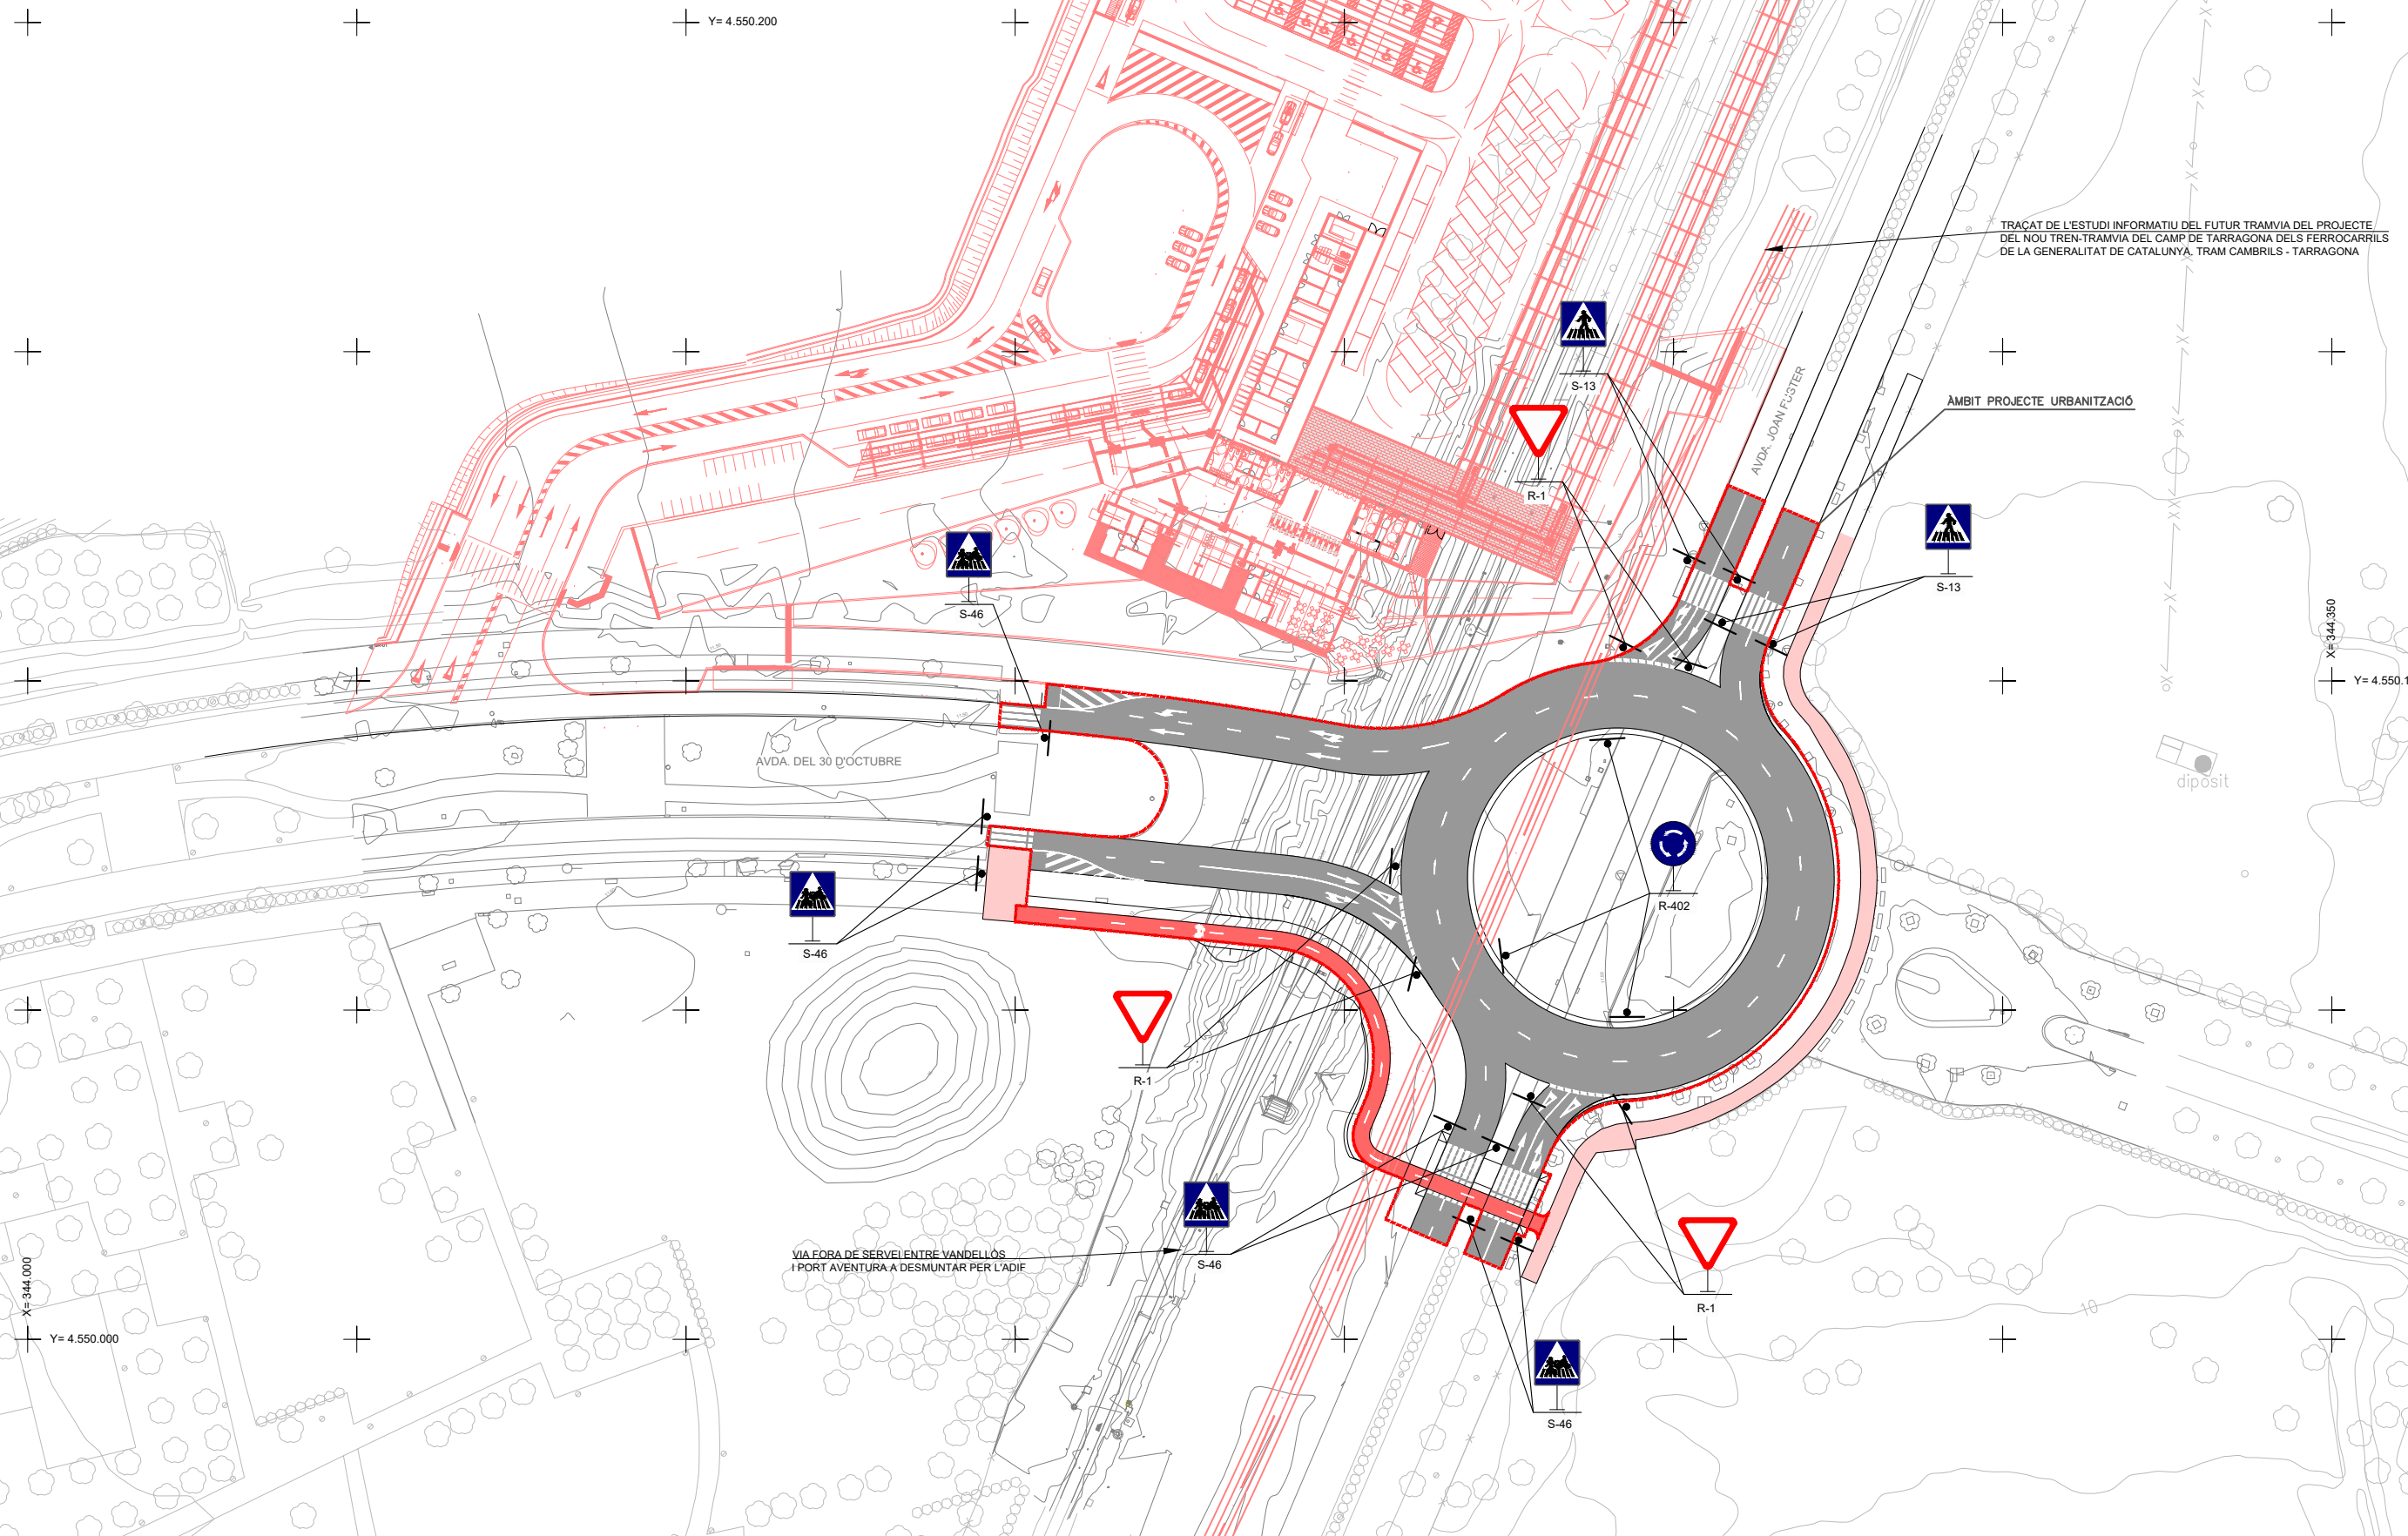 Y= 4.550.200
TRAÇAT DE L'ESTUDI INFORMATIU DEL FUTUR TRAMVIA DEL PROJECTE
DEL NOU TREN-TRAMVIA DEL CAMP DE TARRAGONA DELS FERROCARRILS
DE LA GENERALITAT DE CATALUNYA. TRAM CAMBRILS - TARRAGONA
S-13
AVDA. JOAN FUSTER
ÀMBIT PROJECTE URBANITZACIÓ
R-1
S-13
S-46
X= 344.350
Y= 4.550.1
AVDA. DEL 30 D'OCTUBRE
diposit
R-402
S-46
R-1
VIA FORA DE SERVEI ENTRE VANDELLÒS
I PORT AVENTURA A DESMUNTAR PER L'ADIF
S-46
R-1
X= 344.000
Y= 4.550.000
10
S-46